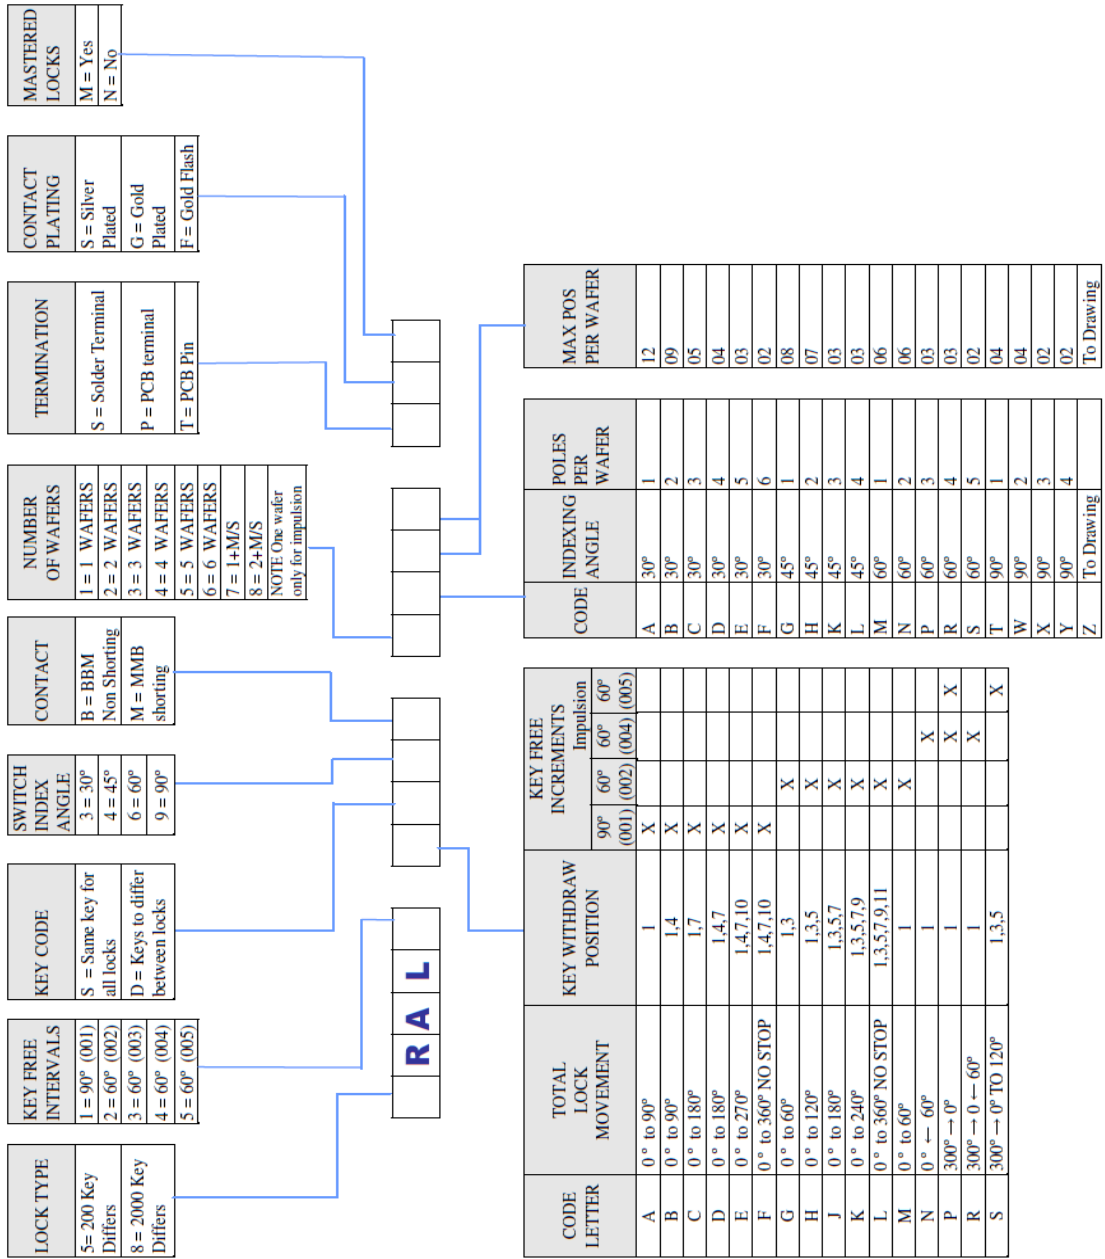 LOCK TYPE
5= 200 Key
Differs
8 = 2000 Key
Differs
KEY FREE
INTERVALS
1 = 90° (001)
2 = 60° (002)
3 = 60° (003)
4 = 60° (004)
5 = 60° (005)
KEY CODE
S = Same key for
all locks
D = Keys to differ
between locks
SWITCH
INDEX
ANGLE
3 = 30°
4 = 45°
6 = 60°
9 = 90°
CONTACT
B = BBM
Non Shorting
M = MMB
shorting
NUMBER
OF WAFERS
1 = 1 WAFERS
2 = 2 WAFERS
3 = 3 WAFERS
4 = 4 WAFERS
5 = 5 WAFERS
6 = 6 WAFERS
7 = 1+M/S
8 = 2+M/S
NOTE One wafer
only for impulsion
TERMINATION
S = Solder Terminal
P = PCB terminal
T = PCB Pin
CONTACT
PLATING
S = Silver
Plated
G = Gold
Plated
F = Gold Flash
MASTERED
LOCKS
M = Yes
N = No
R A L
CODE
LETTER
TOTAL
LOCK
MOVEMENT
KEY WITHDRAW
POSITION
KEY FREE
INCREMENTS
Impulsion
90° 60° 60° 60°
(001) (002) (004) (005)
A 0° to 90° 1 X
B 0° to 90° 1,4 X
C 0° to 180° 1,7 X
D 0° to 180° 1,4,7 X
E 0° to 270° 1,4,7,10 X
F 0° to 360° NO STOP 1,4,7,10 X
G 0° to 60° 1,3 X
H 0° to 120° 1,3,5 X
J 0° to 180° 1,3,5,7 X
K 0° to 240° 1,3,5,7,9 X
L 0° to 360° NO STOP 1,3,5,7,9,11 X
M 0° to 60° 1 X
N 0° ← 60° 1 X
P 300° → 0° 1 X X
R 300° → 0 ← 60° 1 X
S 300° → 0° TO 120° 1,3,5 X
CODE
INDEXING
ANGLE
POLES
PER
WAFER
MAX POS
PER WAFER
A 30° 1 12
B 30° 2 09
C 30° 3 05
D 30° 4 04
E 30° 5 03
F 30° 6 02
G 45° 1 08
H 45° 2 07
K 45° 3 03
L 45° 4 03
M 60° 1 06
N 60° 2 06
P 60° 3 03
R 60° 4 03
S 60° 5 02
T 90° 1 04
W 90° 2 04
X 90° 3 02
Y 90° 4 02
Z To Drawing To Drawing